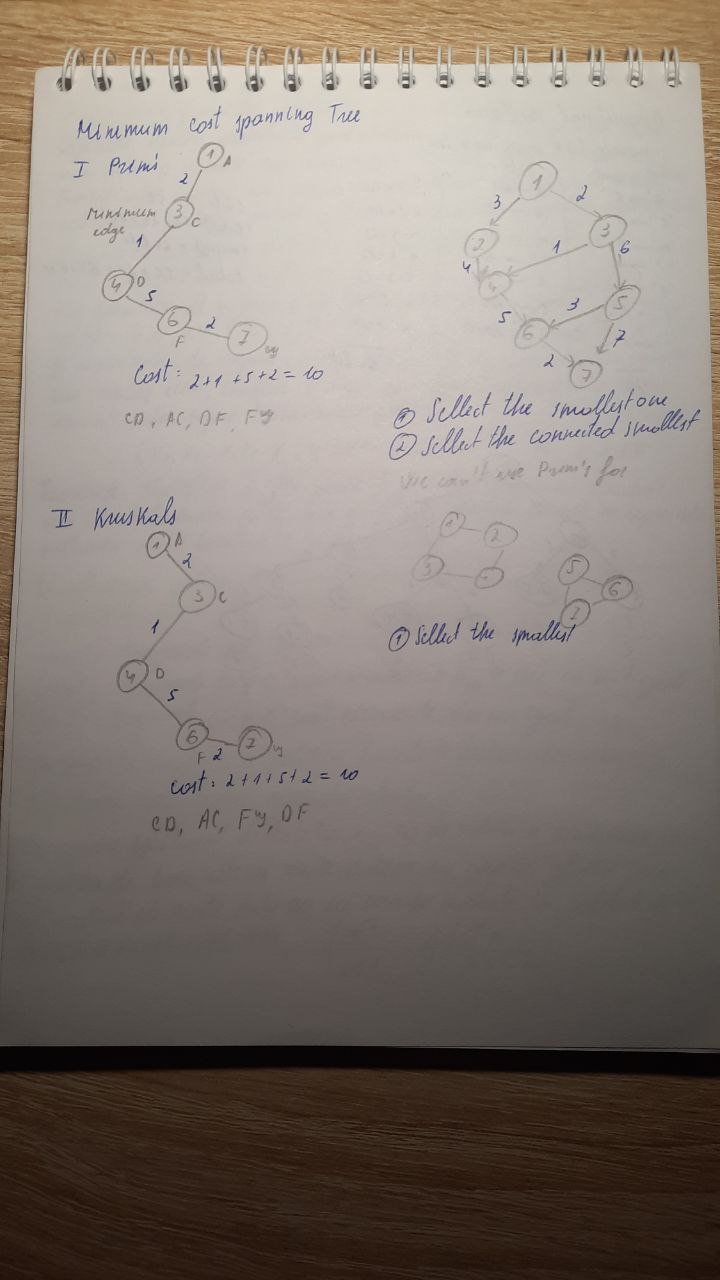 Minimum cost spanning Tree
I Prim's
1 A
2
3 C
Minimum
edge
1
4 D
5
6
F
2
7
Cost: 2+1+5+2=10
CD, AC, DF, Fy
1
3
2
2
3
4
1
6
4
5
5
3
6
7
2
7
① Sellect the smallest one
② Sellect the connected smallest
We can't use Prim's for
1
2
3
5
6
7
① Sellect the smallest
II Kruskals
1 A
2
3 C
1
4 D
5
6
F
2
7 y
Cost: 2+1+5+2=10
CD, AC, Fy, DF